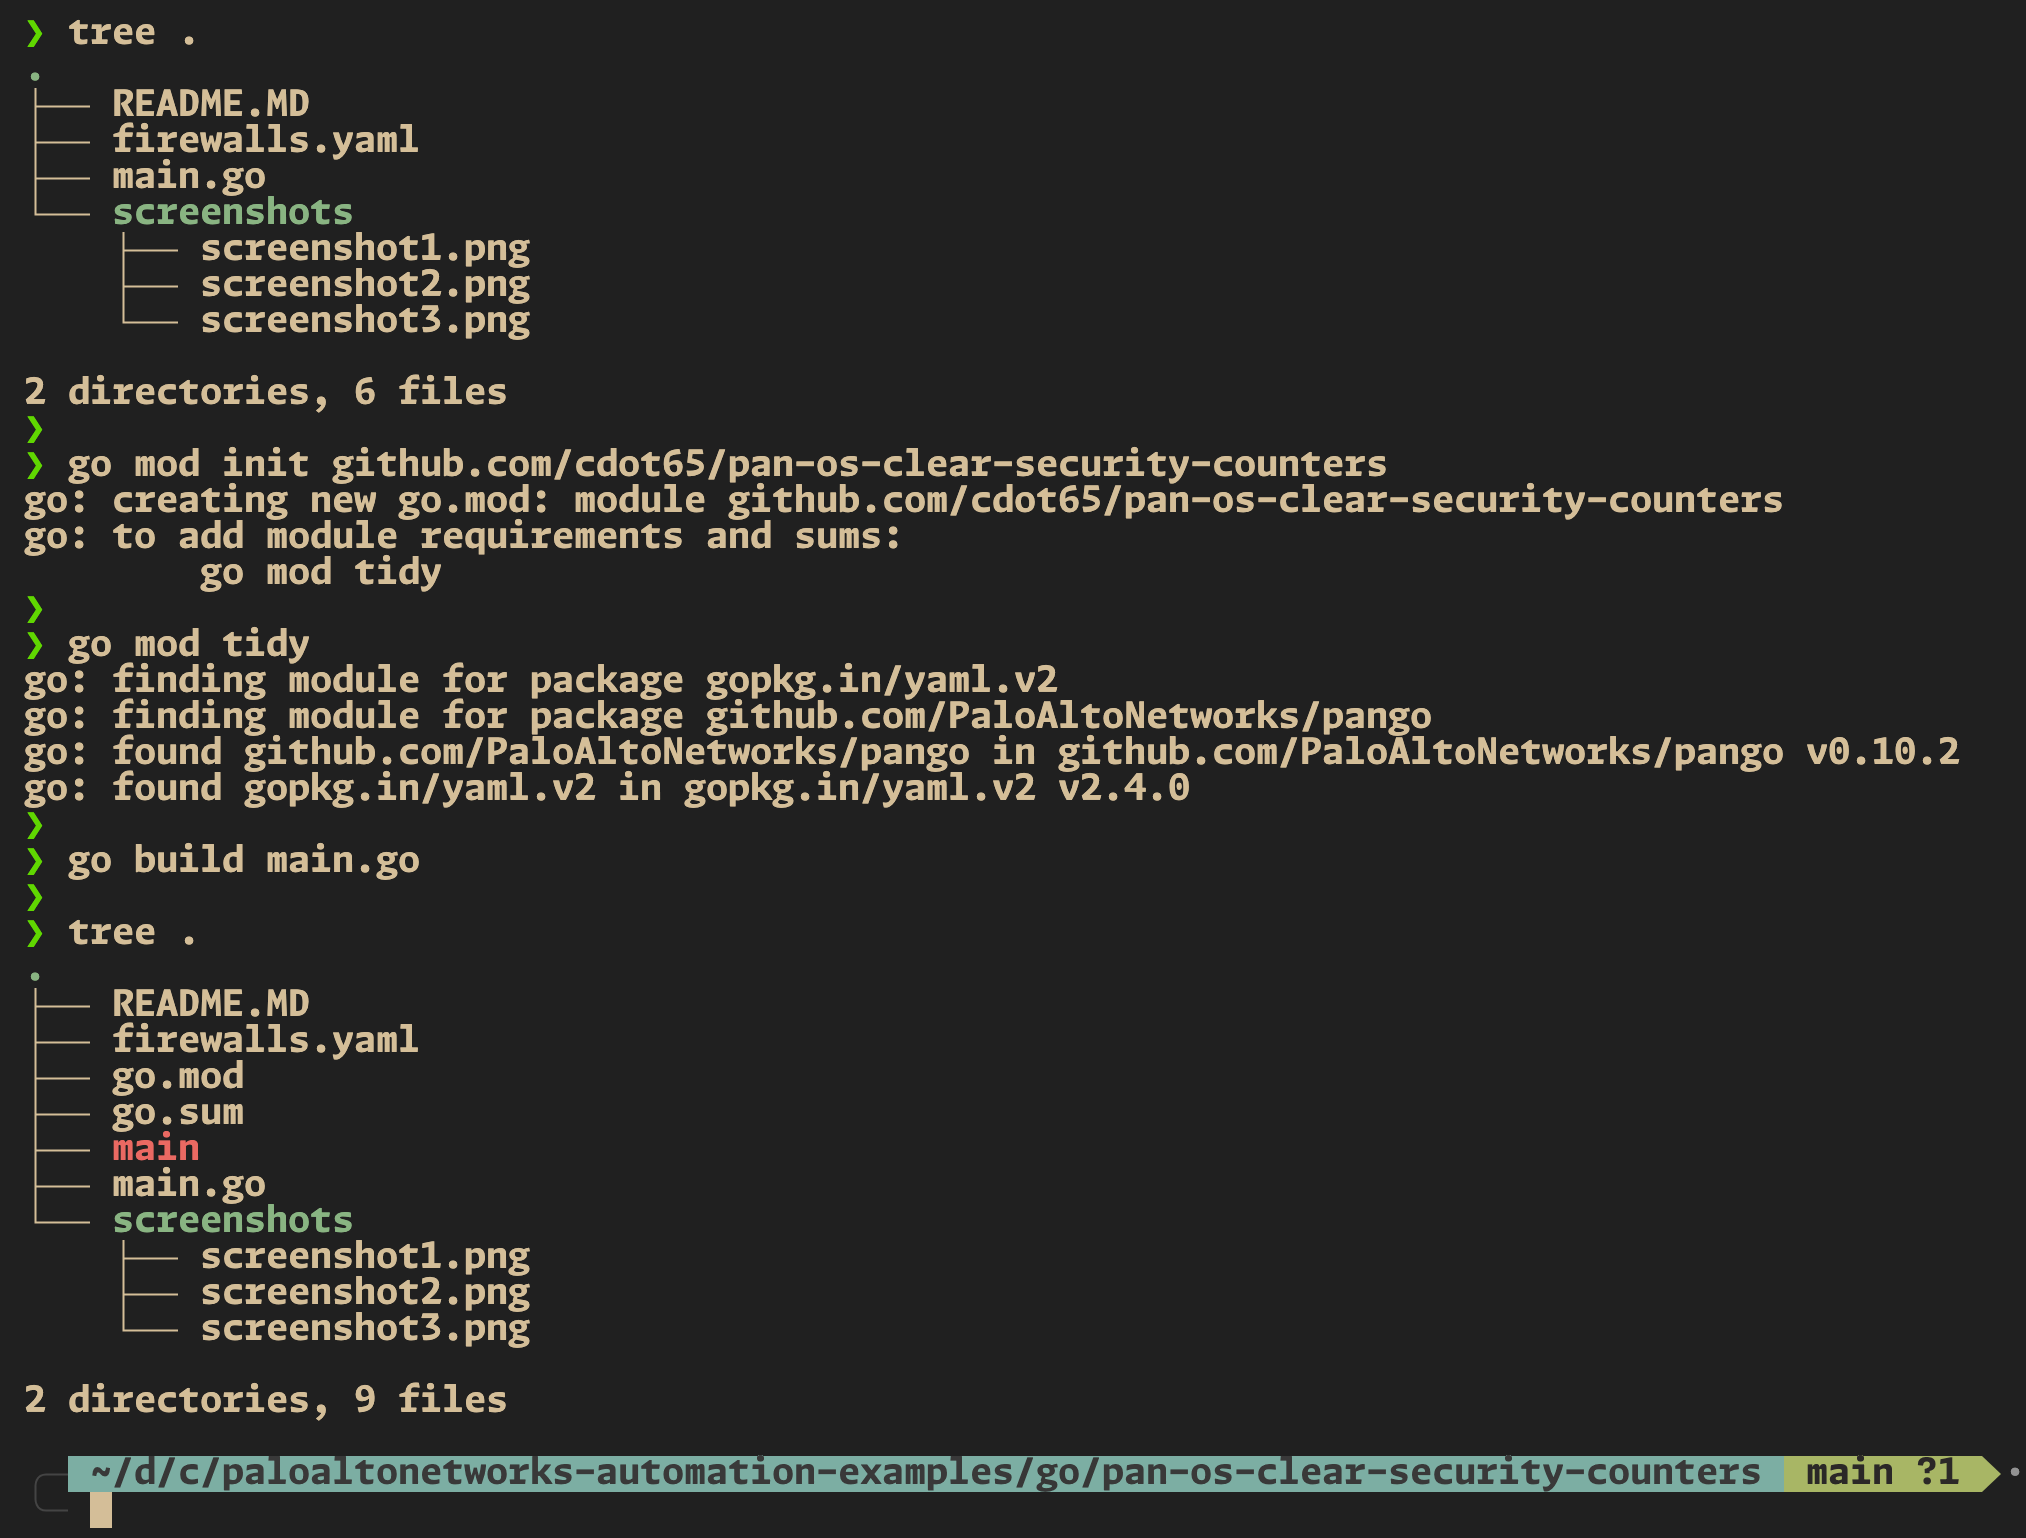 ❯ tree .
.
├── README.MD
├── firewalls.yaml
├── main.go
└── screenshots
    ├── screenshot1.png
    ├── screenshot2.png
    └── screenshot3.png
2 directories, 6 files
❯
❯ go mod init github.com/cdot65/pan-os-clear-security-counters
go: creating new go.mod: module github.com/cdot65/pan-os-clear-security-counters
go: to add module requirements and sums:
        go mod tidy
❯
❯ go mod tidy
go: finding module for package gopkg.in/yaml.v2
go: finding module for package github.com/PaloAltoNetworks/pango
go: found github.com/PaloAltoNetworks/pango in github.com/PaloAltoNetworks/pango v0.10.2
go: found gopkg.in/yaml.v2 in gopkg.in/yaml.v2 v2.4.0
❯
❯ go build main.go
❯
❯ tree .
.
├── README.MD
├── firewalls.yaml
├── go.mod
├── go.sum
├── main
├── main.go
└── screenshots
    ├── screenshot1.png
    ├── screenshot2.png
    └── screenshot3.png
2 directories, 9 files
~/d/c/paloaltonetworks-automation-examples/go/pan-os-clear-security-counters main ?1